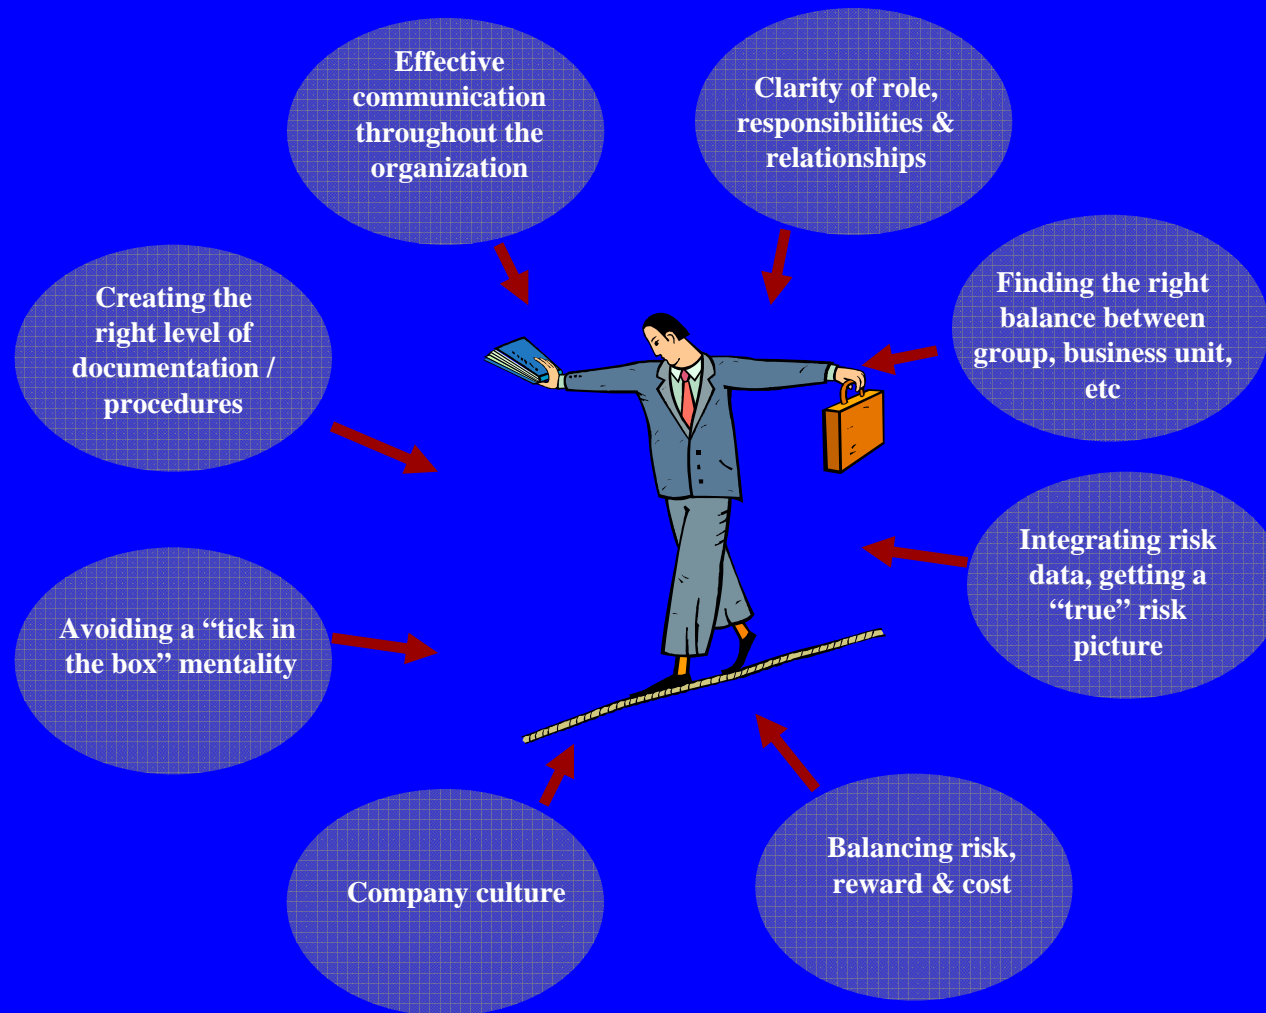 Effective
communication
throughout the
organization
Clarity of role,
responsibilities &
relationships
Creating the
right level of
documentation /
procedures
Finding the right
balance between
group, business unit,
etc
Avoiding a “tick in
the box” mentality
Integrating risk
data, getting a
“true” risk
picture
Company culture
Balancing risk,
reward & cost